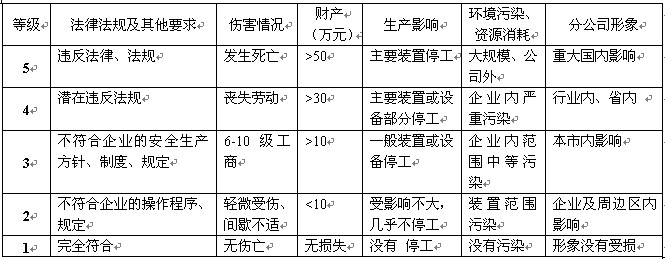 等级 法律法规及其他要求 伤害情况 财产（万元） 生产影响 环境污染、资源消耗 分公司形象
5 违反法律、法规 发生死亡 >50 主要装置停工 大规模、公司外 重大国内影响
4 潜在违反法规 丧失劳动 >30 主要装置或设备部分停工 企业内严重污染 行业内、省内
3 不符合企业的安全生产方针、制度、规定 6-10 级工商 >10 一般装置或设备停工 企业内范围中等污染 本市内影响
2 不符合企业的操作程序、规定 轻微受伤、间歇不适 <10 受影响不大，几乎不停工 装置范围污染 企业及周边区内影响
1 完全符合 无伤亡 无损失 没有 停工 没有污染 形象没有受损